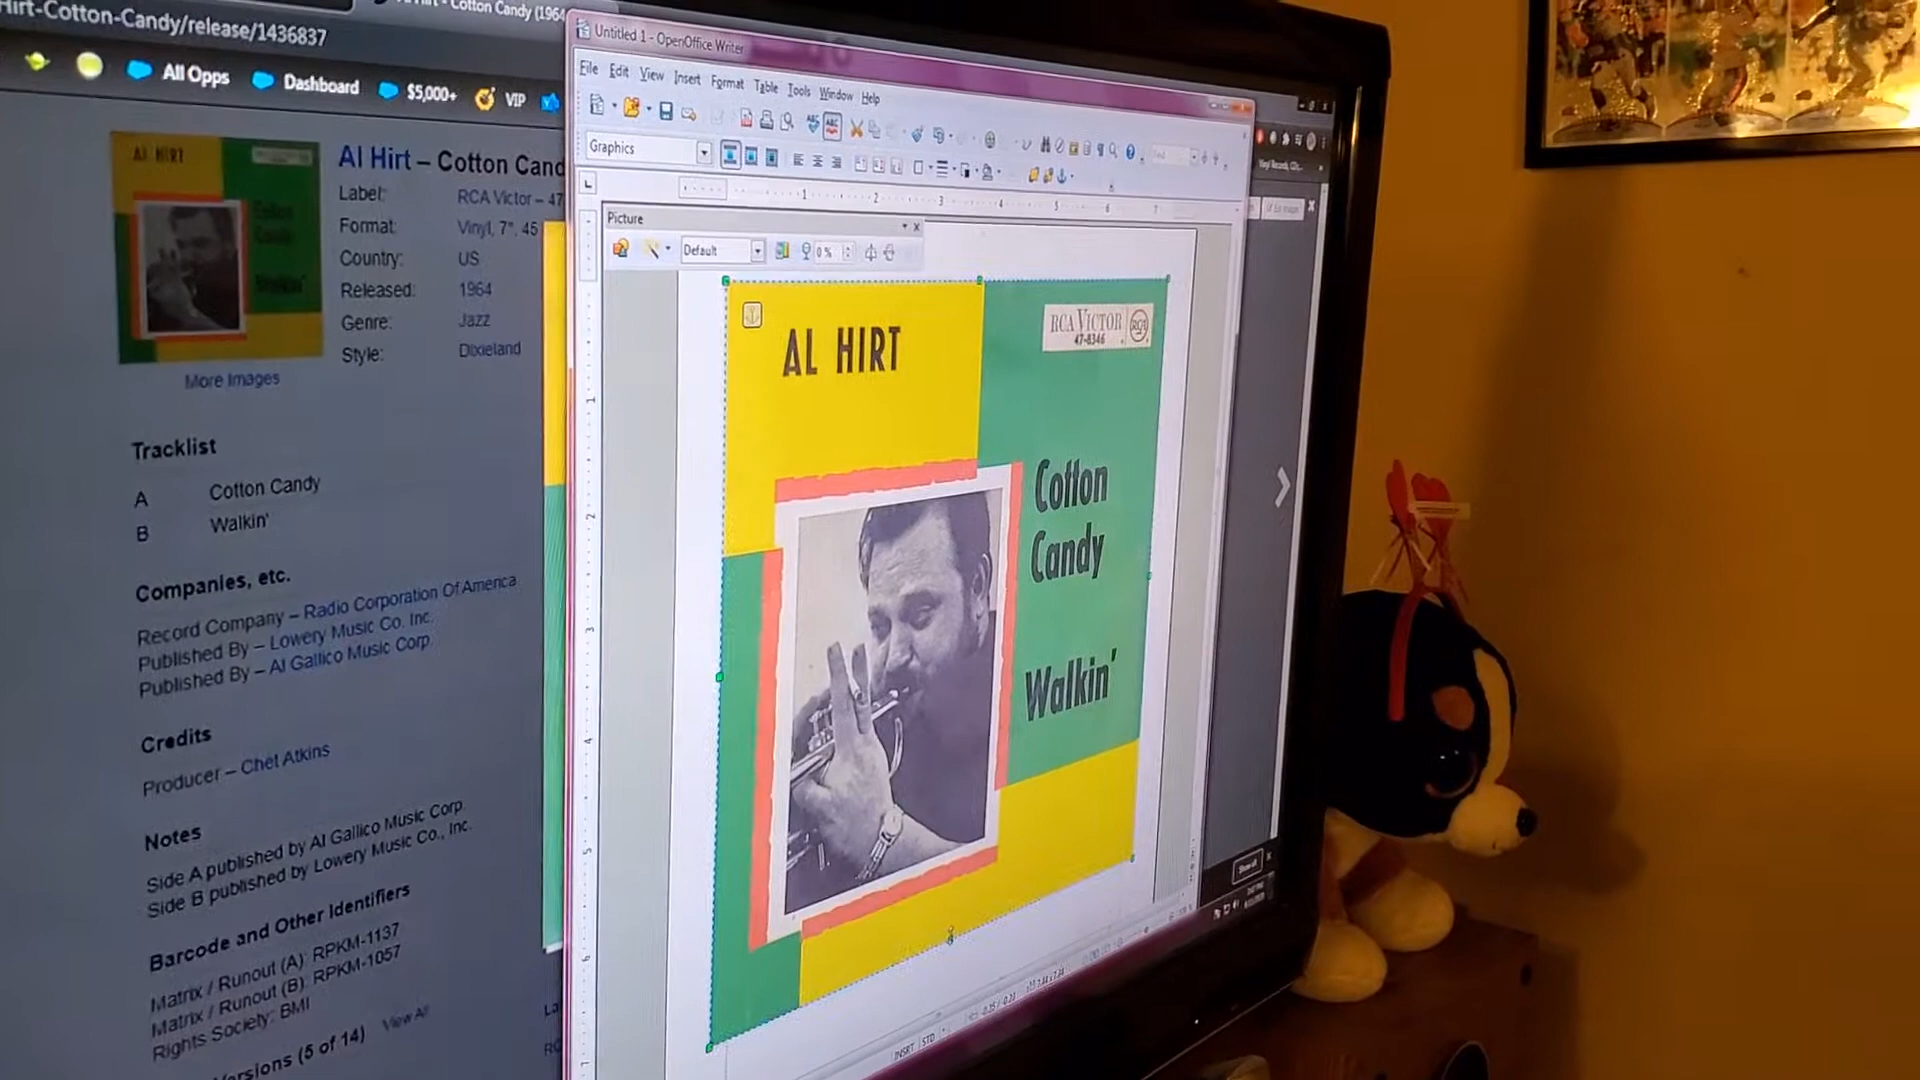 Hirt-Cotton-Candy/release/1436837
All Opps
Dashboard
$5,000+
VIP
AL HIRT
Al Hirt – Cotton Cand
Label:
RCA Victor – 47
Format:
Vinyl, 7", 45
Country:
US
Released:
1964
Genre:
Jazz
Style:
Dixieland
More Images
Tracklist
A
Cotton Candy
B
Walkin'
Companies, etc.
Record Company – Radio Corporation Of America
Published By – Lowery Music Co. Inc.
Published By – Al Gallico Music Corp.
Credits
Producer – Chet Atkins
Notes
Side A published by Al Gallico Music Corp.
Side B published by Lowery Music Co., Inc.
Barcode and Other Identifiers
Matrix / Runout (A): RPKM-1137
Matrix / Runout (B): RPKM-1057
Rights Society: BMI
ersions (5 of 14)
View All
Untitled 1 - OpenOffice Writer
File Edit View Insert Format Table Tools Window Help
Graphics
Picture
Default
0 %
AL HIRT
RCA VICTOR
47-8346
Cotton
Candy
Walkin'
INSRT STD
Show all